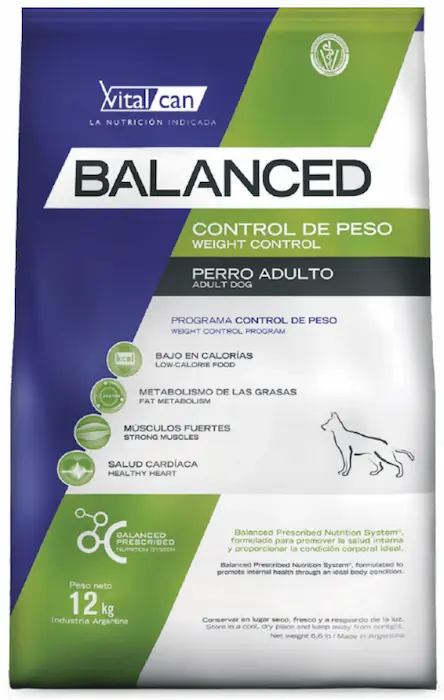 vital can
LA NUTRICIÓN INDICADA
BALANCED
CONTROL DE PESO
WEIGHT CONTROL
PERRO ADULTO
ADULT DOG
PROGRAMA CONTROL DE PESO
WEIGHT CONTROL PROGRAM
kcal
BAJO EN CALORÍAS
LOW-CALORIE FOOD
METABOLISMO DE LAS GRASAS
FAT METABOLISM
MÚSCULOS FUERTES
STRONG MUSCLES
SALUD CARDÍACA
HEALTHY HEART
BALANCED
PRESCRIBED
NUTRITION SYSTEM
Balanced Prescribed Nutrition System®,
formulado para promover la salud interna
y proporcionar la condición corporal ideal.
Balanced Prescribed Nutrition System®, formulated to
promote internal health through an ideal body condition.
Peso neto
12 kg
Industria Argentina
Conservar en lugar seco, fresco y a resguardo de la luz.
Store in a cool, dry place and keep away from sunlight.
Net weight 6,6 lb / Made in Argentina